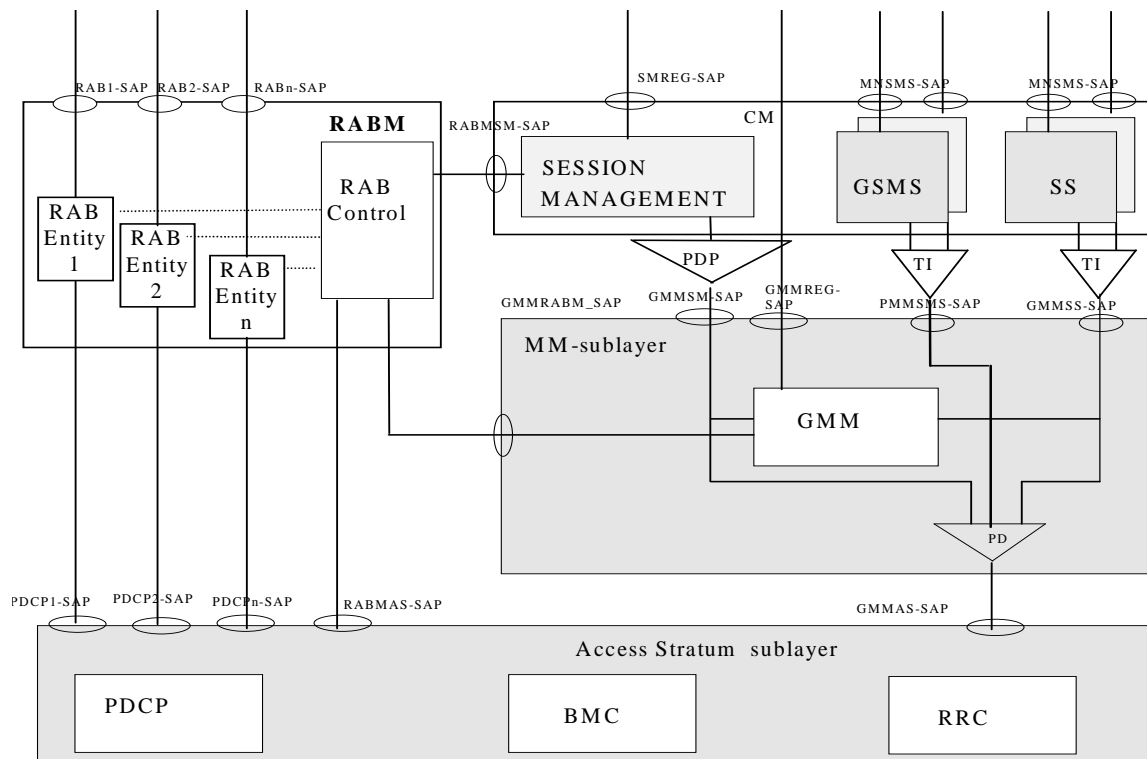 RAB1-SAP
RAB2-SAP
RABn-SAP
SMREG-SAP
MNSMS-SAP
MNSMS-SAP
CM
RABM
RABMSM-SAP
RAB
Control
SESSION
MANAGEMENT
GSMS
SS
RAB
Entity
1
RAB
Entity
2
RAB
Entity
n
PDP
TI
TI
GMMRABM_SAP
GMMSM-SAP
GMMREG-
SAP
PMMSMS-SAP
GMMSS-SAP
MM-sublayer
GMM
PD
PDCP1-SAP
PDCP2-SAP
PDCPn-SAP
RABMAS-SAP
GMMAS-SAP
Access Stratum sublayer
PDCP
BMC
RRC